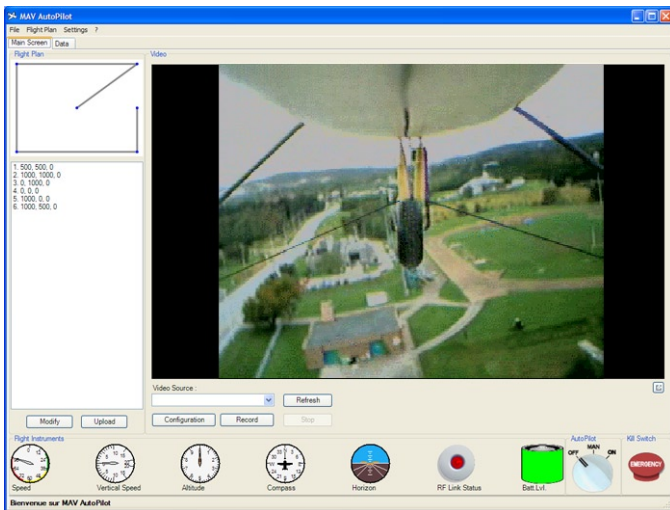 MAV AutoPilot
File Flight Plan Settings ?
Main Screen Data
Flight Plan
Video
1. 500, 500, 0
2. 1000, 1000, 0
3. 0, 1000, 0
4. 0, 0, 0
5. 1000, 0, 0
6. 1000, 500, 0
Video Source :
Refresh
Modify Upload
Configuration Record Stop
Flight Instruments
AutoPilot
Kill Switch
OFF MAN ON
EMERGENCY
Speed Vertical Speed Altitude Compass Horizon RF Link Status Batt.Lvl.
Bienvenue sur MAV AutoPilot